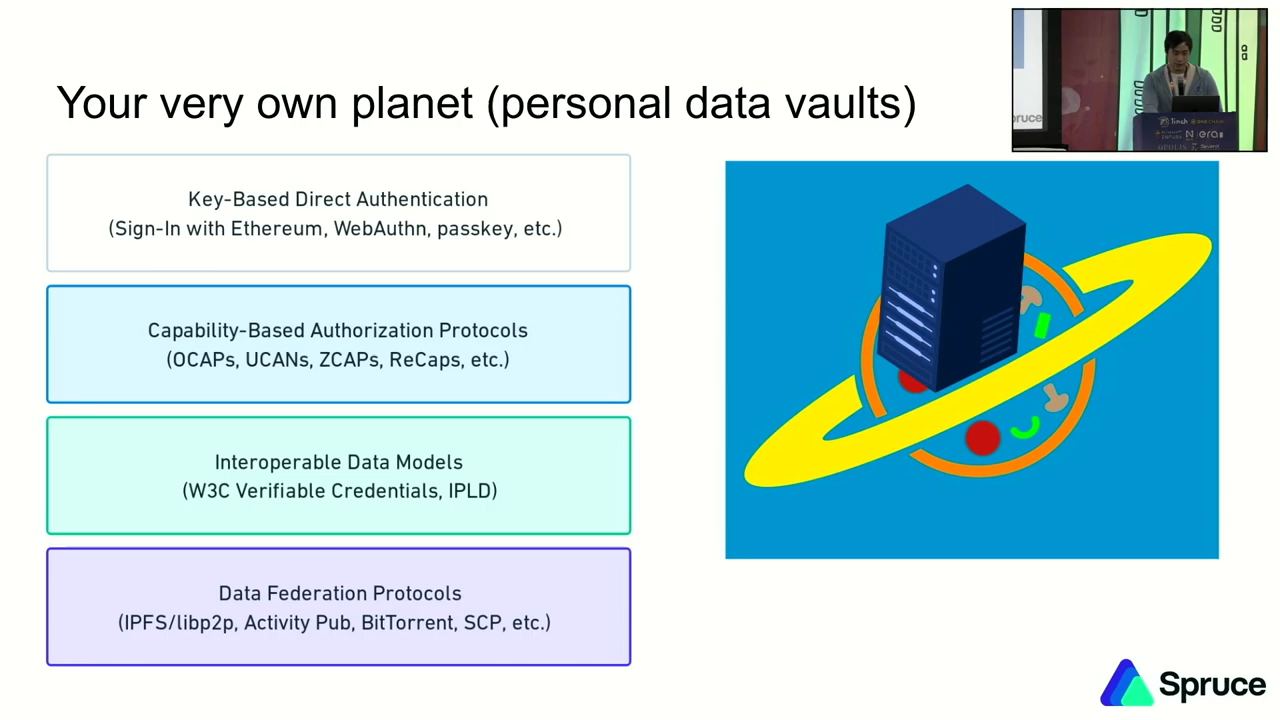 Your very own planet (personal data vaults)
Key-Based Direct Authentication
(Sign-In with Ethereum, WebAuthn, passkey, etc.)
Capability-Based Authorization Protocols
(OCAPs, UCANs, ZCAPs, ReCaps, etc.)
Interoperable Data Models
(W3C Verifiable Credentials, IPLD)
Data Federation Protocols
(IPFS/libp2p, Activity Pub, BitTorrent, SCP, etc.)
Spruce
1inch